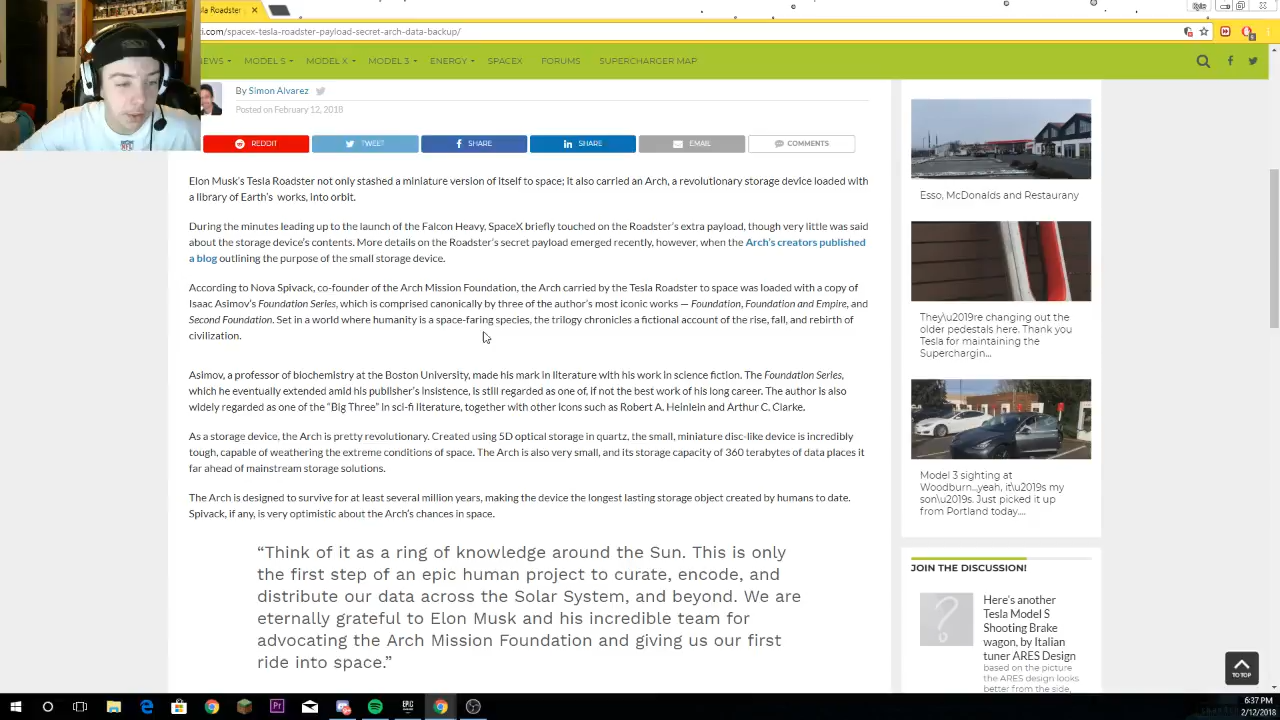 la Roadster
Kyle
ti.com/spacex-tesla-roadster-payload-secret-arch-data-backup/
NEWS MODEL S MODEL X MODEL 3 ENERGY SPACEX FORUMS SUPERCHARGER MAP
By Simon Alvarez
Posted on February 12, 2018
REDDIT TWEET SHARE SHARE EMAIL COMMENTS
Elon Musk's Tesla Roadster not only stashed a miniature version of itself to space; it also carried an Arch, a revolutionary storage device loaded with
a library of Earth's works, into orbit.
During the minutes leading up to the launch of the Falcon Heavy, SpaceX briefly touched on the Roadster's extra payload, though very little was said
about the storage device's contents. More details on the Roadster's secret payload emerged recently, however, when the Arch's creators published
a blog outlining the purpose of the small storage device.
According to Nova Spivack, co-founder of the Arch Mission Foundation, the Arch carried by the Tesla Roadster to space was loaded with a copy of
Isaac Asimov's Foundation Series, which is comprised canonically by three of the author's most iconic works — Foundation, Foundation and Empire, and
Second Foundation. Set in a world where humanity is a space-faring species, the trilogy chronicles a fictional account of the rise, fall, and rebirth of
civilization.
Asimov, a professor of biochemistry at the Boston University, made his mark in literature with his work in science fiction. The Foundation Series,
which he eventually extended amid his publisher's insistence, is still regarded as one of, if not the best work of his long career. The author is also
widely regarded as one of the "Big Three" in sci-fi literature, together with other icons such as Robert A. Heinlein and Arthur C. Clarke.
As a storage device, the Arch is pretty revolutionary. Created using 5D optical storage in quartz, the small, miniature disc-like device is incredibly
tough, capable of weathering the extreme conditions of space. The Arch is also very small, and its storage capacity of 360 terabytes of data places it
far ahead of mainstream storage solutions.
The Arch is designed to survive for at least several million years, making the device the longest lasting storage object created by humans to date.
Spivack, if any, is very optimistic about the Arch's chances in space.
"Think of it as a ring of knowledge around the Sun. This is only
the first step of an epic human project to curate, encode, and
distribute our data across the Solar System, and beyond. We are
eternally grateful to Elon Musk and his incredible team for
advocating the Arch Mission Foundation and giving us our first
ride into space."
Esso, McDonalds and Restaurany
They\u2019re changing out the
older pedestals here. Thank you
Tesla for maintaining the
Superchargin...
Model 3 sighting at
Woodburn...yeah, it\u2019s my
son\u2019s. Just picked it up
from Portland today....
JOIN THE DISCUSSION!
Here's another
Tesla Model S
Shooting Brake
wagon, by Italian
tuner ARES Design
based on the picture
the ARES design looks
better from the side,
TO TOP
6:37 PM
2/12/2018